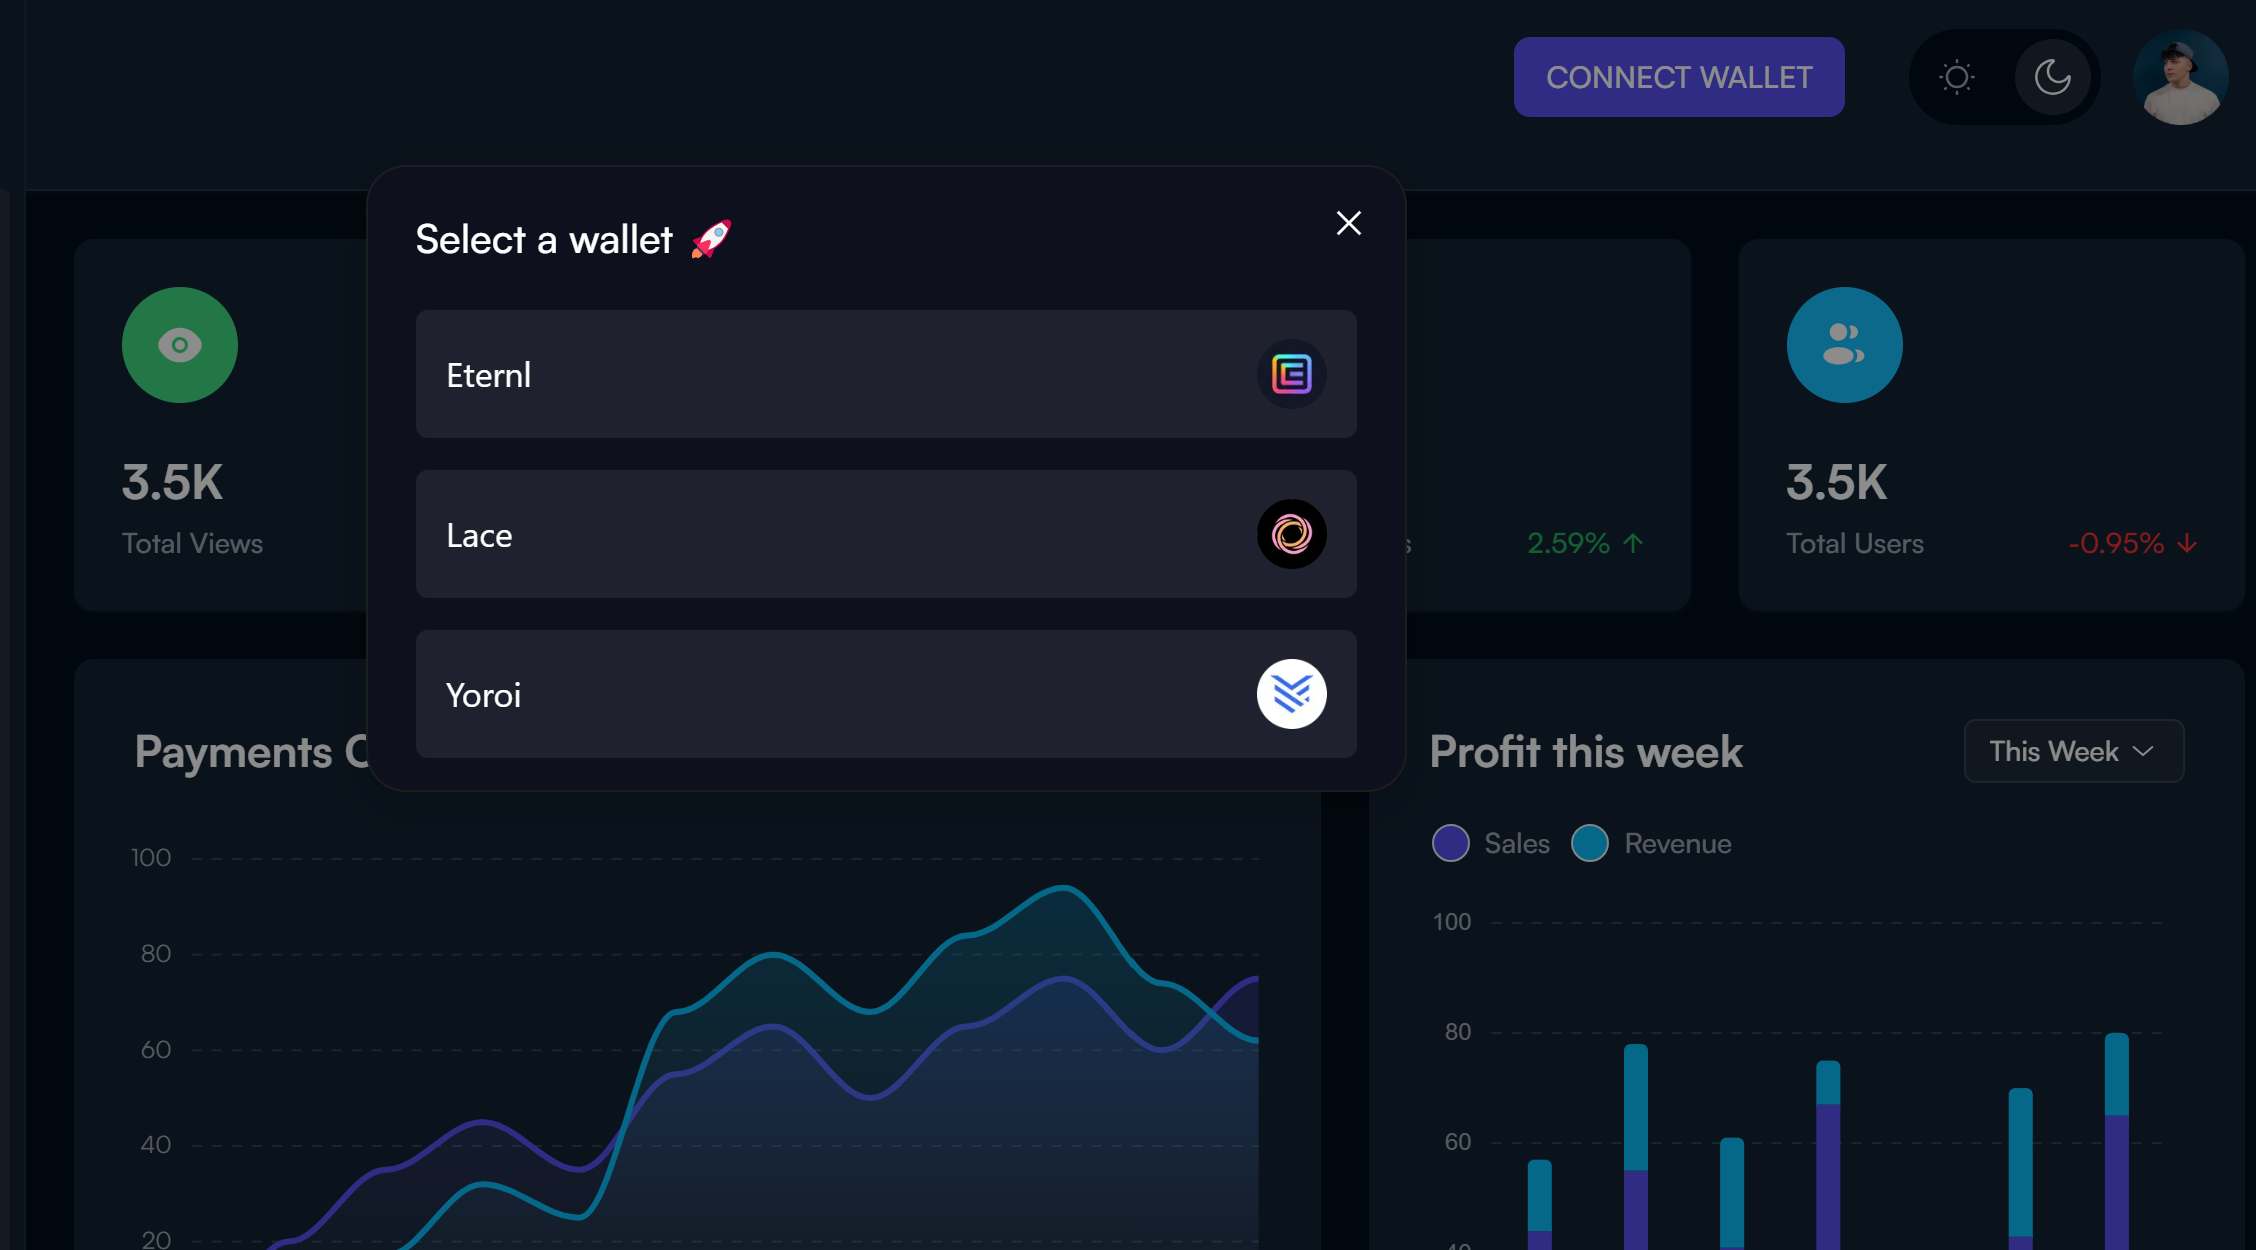 CONNECT WALLET
Select a wallet 🚀
Eternl
Lace
Yoroi
3.5K
Total Views
2.59% ↑
3.5K
Total Users
-0.95% ↓
Payments
100
80
60
40
20
Profit this week
This Week
Sales
Revenue
100
80
60
40